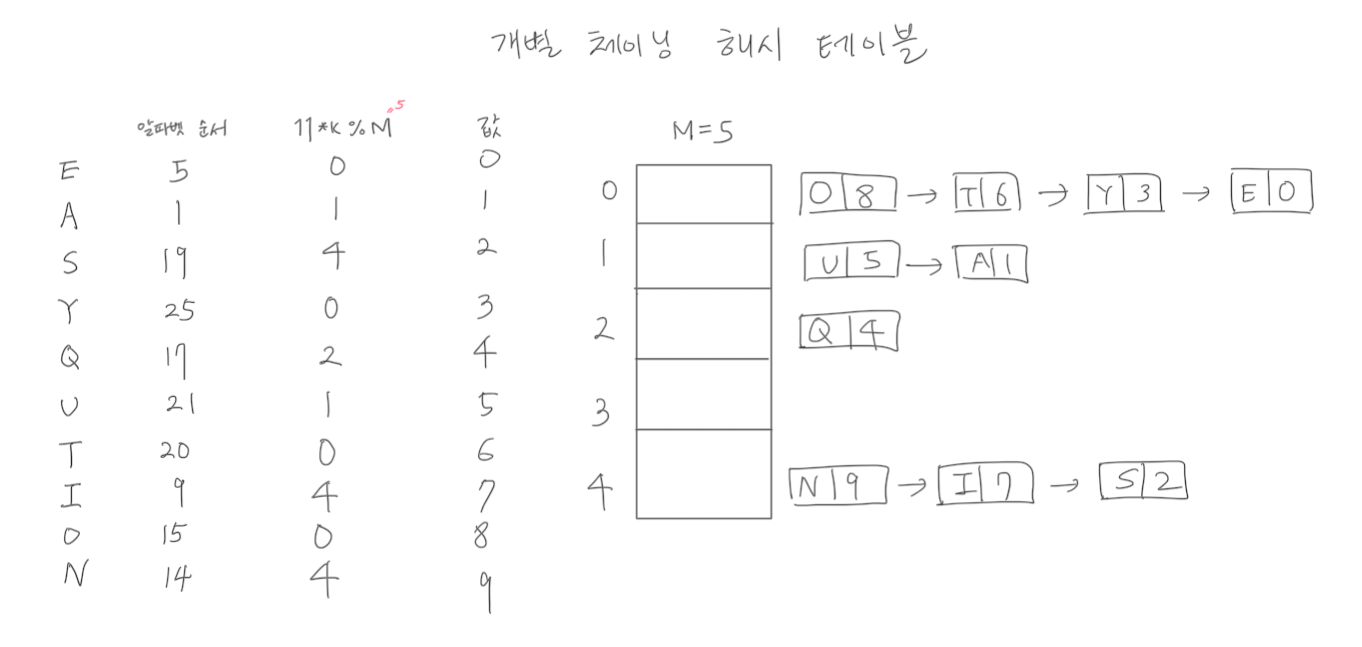 개별 체이닝 해시 테이블
알파벳 순서 11*K % M =5 값 M=5
E 5 0 0
A 1 1 1
S 19 4 2
Y 25 0 3
Q 17 2 4
U 21 1 5
T 20 0 6
I 9 4 7
O 15 0 8
N 14 4 9
0 O 8 → T 6 → Y 3 → E 0
1 U 5 → A 1
2 Q 4
3
4 N 9 → I 7 → S 2